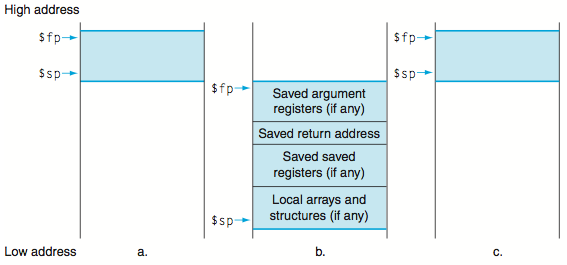 High address
$fp
$sp
$fp
Saved argument
registers (if any)
Saved return address
Saved saved
registers (if any)
Local arrays and
structures (if any)
$sp
$fp
$sp
Low address
a.
b.
c.